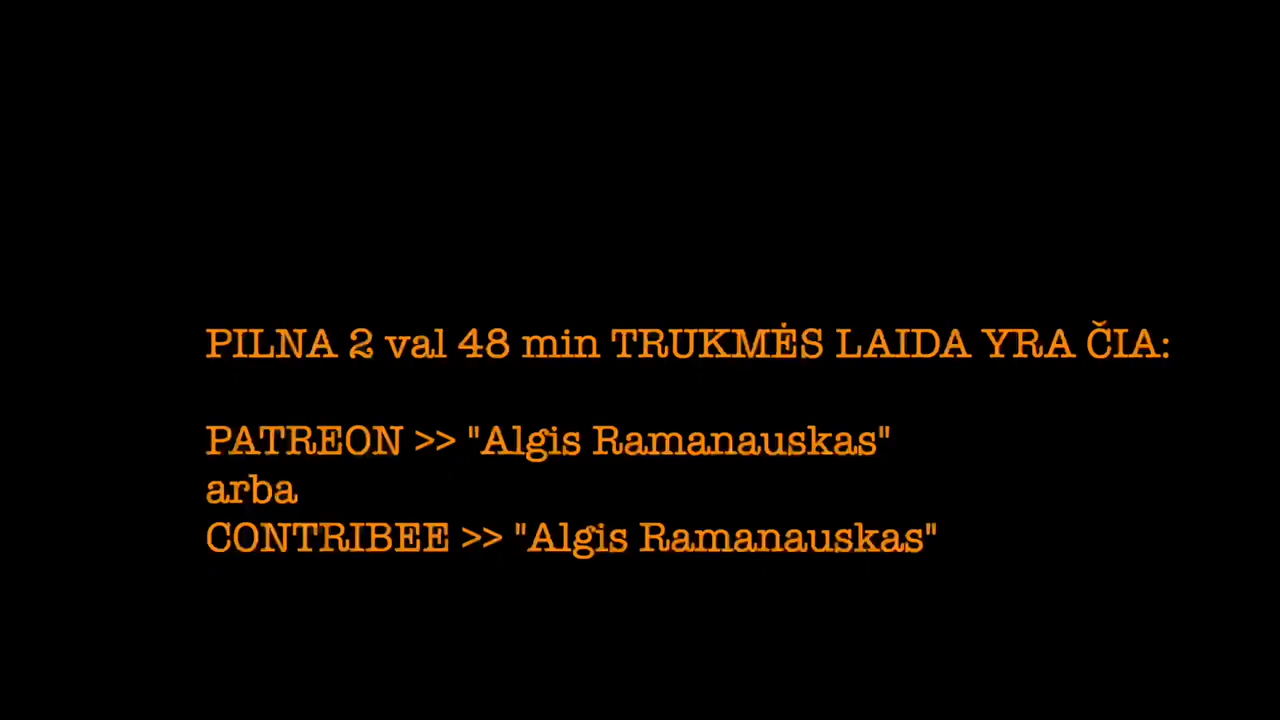 PILNA 2 val 48 min TRUKMĖS LAIDA YRA ČIA:
PATREON >> "Algis Ramanauskas"
arba
CONTRIBEE >> "Algis Ramanauskas"